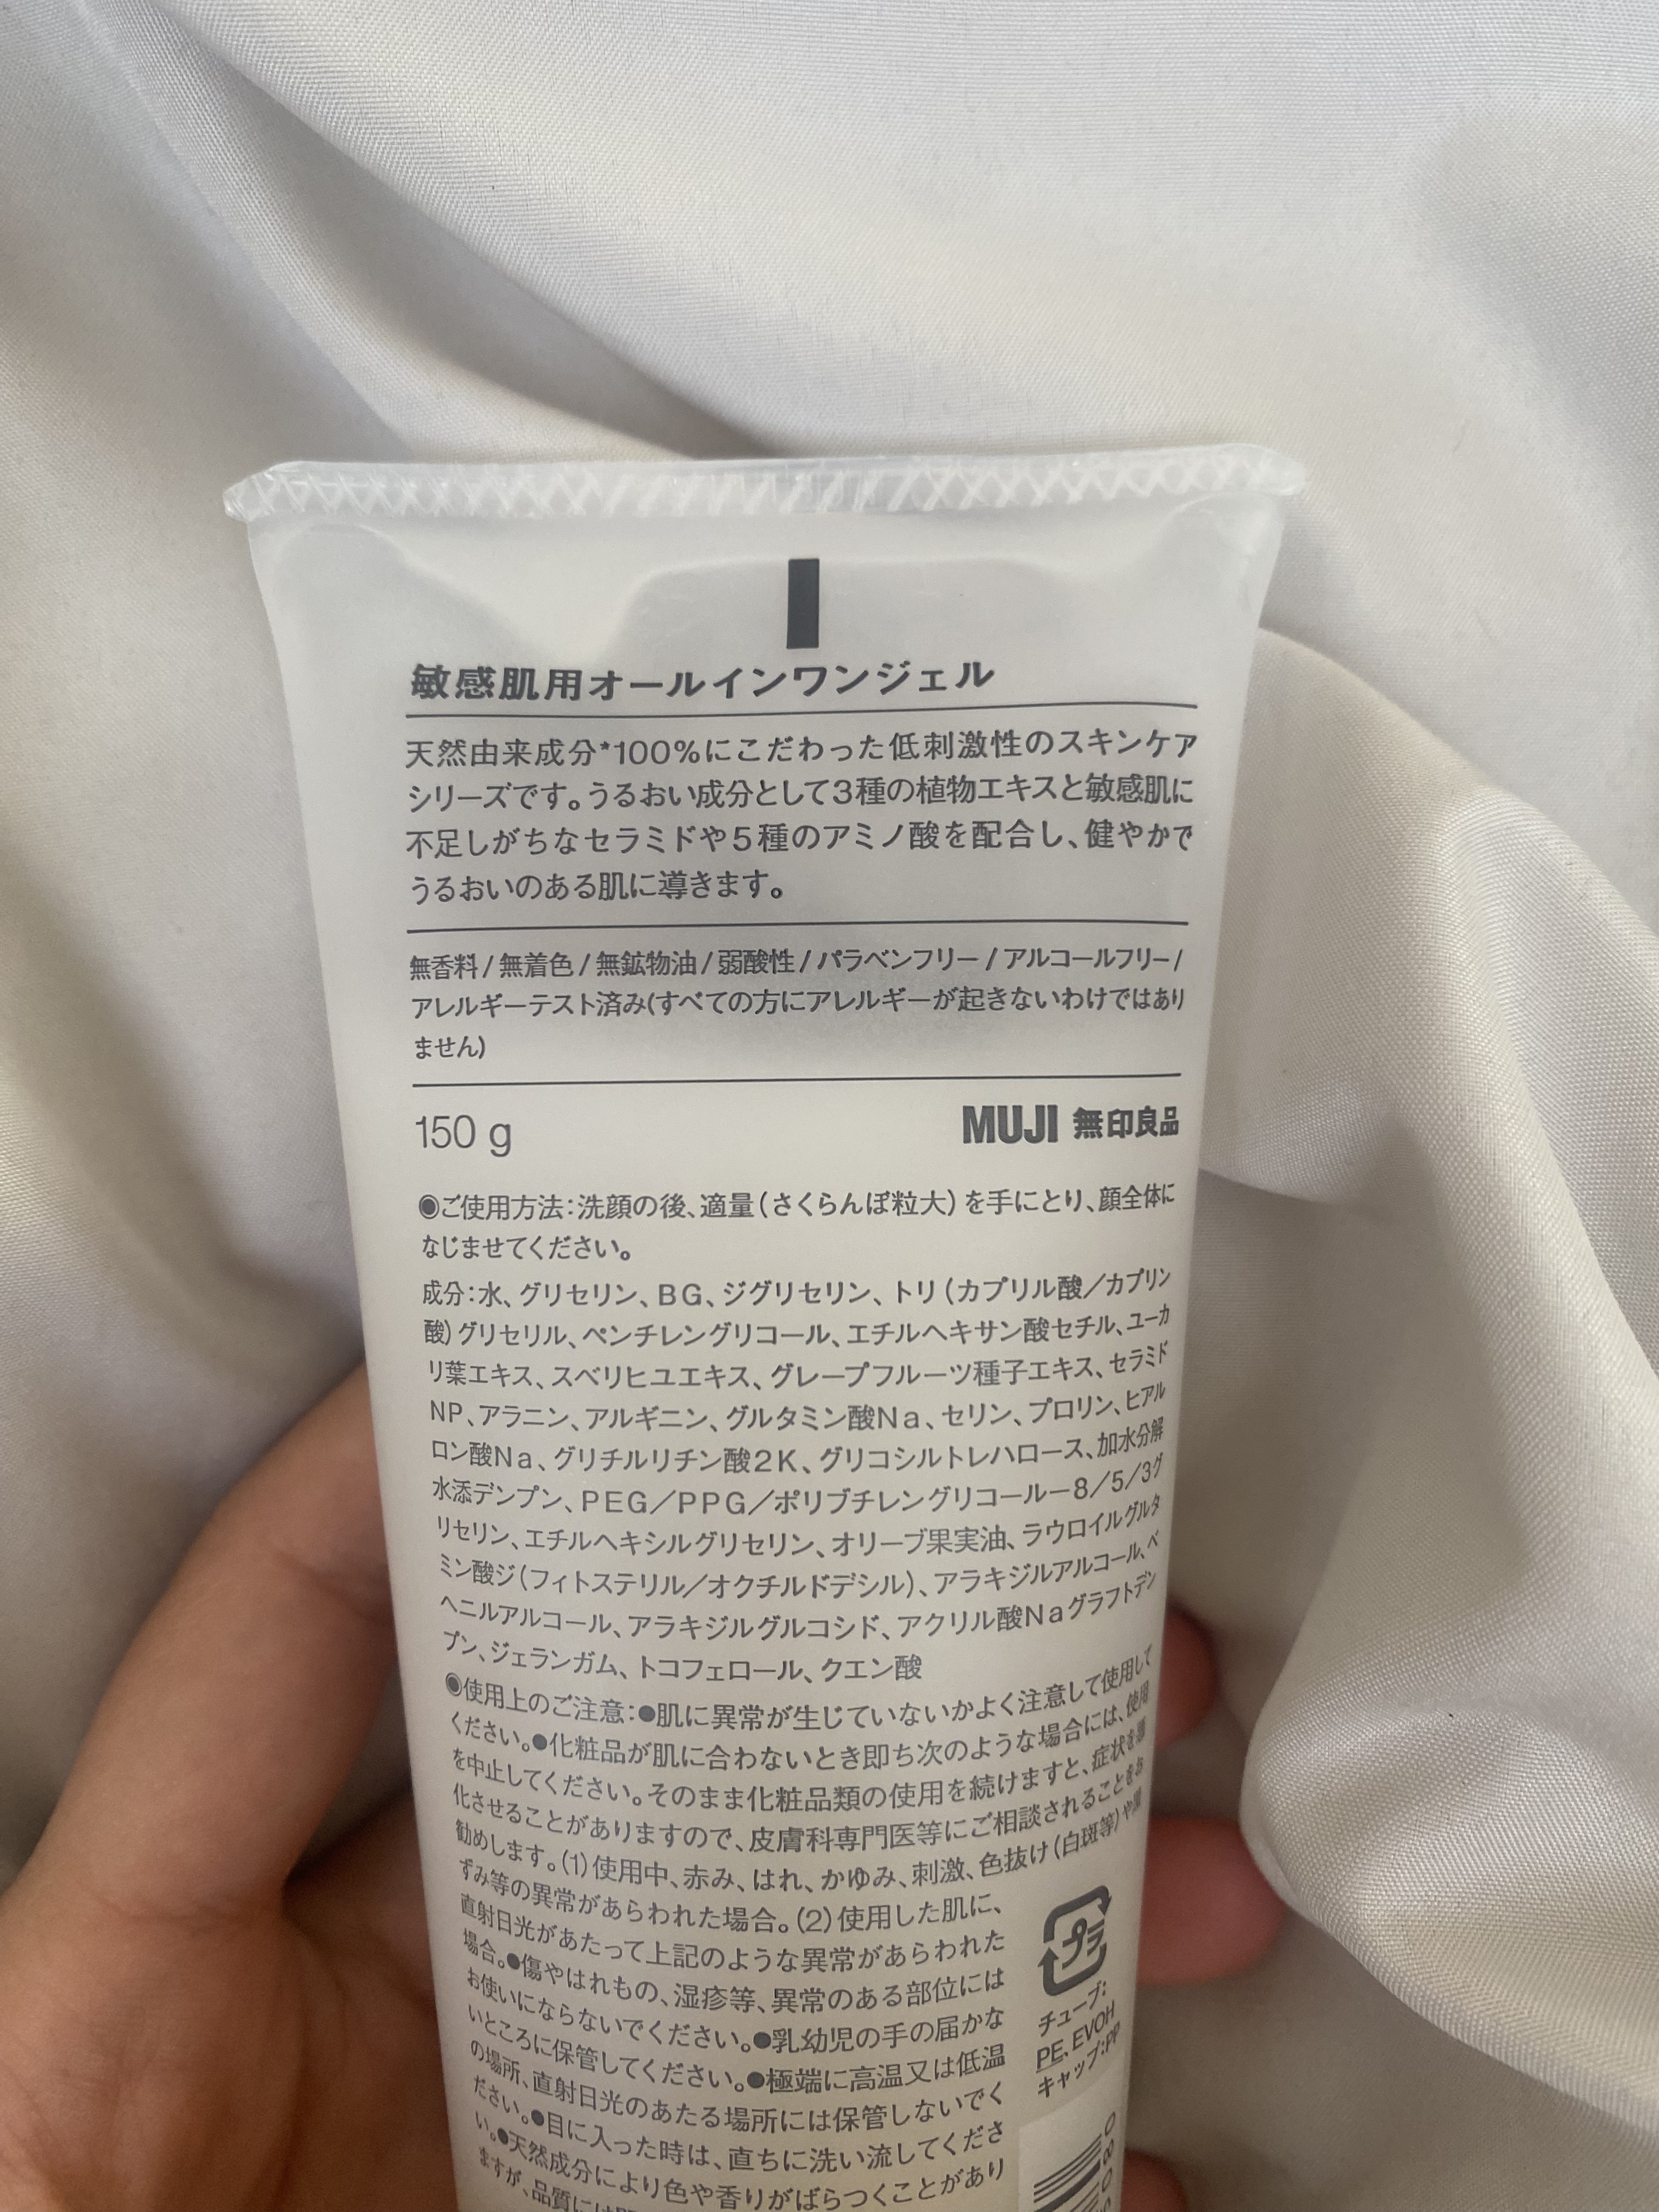 敏感肌用オールインワンジェル
天然由来成分*100%にこだわった低刺激性のスキンケア
シリーズです。うるおい成分として3種の植物エキスと敏感肌に
不足しがちなセラミドや5種のアミノ酸を配合し、健やかで
うるおいのある肌に導きます。
無香料/無着色/無鉱物油/弱酸性/パラベンフリー/アルコールフリー/
アレルギーテスト済み(すべての方にアレルギーが起きないわけではあり
ません)
150 g
MUJI 無印良品
◉ご使用方法:洗顔の後、適量(さくらんぼ粒大)を手にとり、顔全体に
なじませてください。
成分:水、グリセリン、BG、ジグリセリン、トリ(カプリル酸/カプリン
酸)グリセリル、ペンチレングリコール、エチルヘキサン酸セチル、ユーカ
リ葉エキス、スベリヒユエキス、グレープフルーツ種子エキス、セラミド
NP、アラニン、アルギニン、グルタミン酸Na、セリン、プロリン、ヒアル
ロン酸Na、グリチルリチン酸2K、グリコシルトレハロース、加水分解
水添デンプン、PEG/PPG/ポリブチレングリコールー8/5/3グ
リセリン、エチルヘキシルグリセリン、オリーブ果実油、ラウロイルグルタ
ミン酸ジ(フィトステリル/オクチルドデシル)、アラキジルアルコール、ベ
ヘニルアルコール、アラキジルグルコシド、アクリル酸Naグラフトデン
プン、ジェランガム、トコフェロール、クエン酸
◉使用上のご注意:●肌に異常が生じていないかよく注意して使用して
ください。●化粧品が肌に合わないとき即ち次のような場合には、使用
を中止してください。そのまま化粧品類の使用を続けますと、症状を悪
化させることがありますので、皮膚科専門医等にご相談されることをお
勧めします。(1)使用中、赤み、はれ、かゆみ、刺激、色抜け(白斑等)や黒
ずみ等の異常があらわれた場合。(2)使用した肌に、
直射日光があたって上記のような異常があらわれた
場合。●傷やはれもの、湿疹等、異常のある部位には
お使いにならないでください。●乳幼児の手の届かな
いところに保管してください。●極端に高温又は低温
の場所、直射日光のあたる場所には保管しないでく
ださい。●目に入った時は、直ちに洗い流してくださ
い。●天然成分により色や香りがばらつくことがあり
ますが、品質には
プラ
チューブ:
PE、EVOH
キャップ:PP